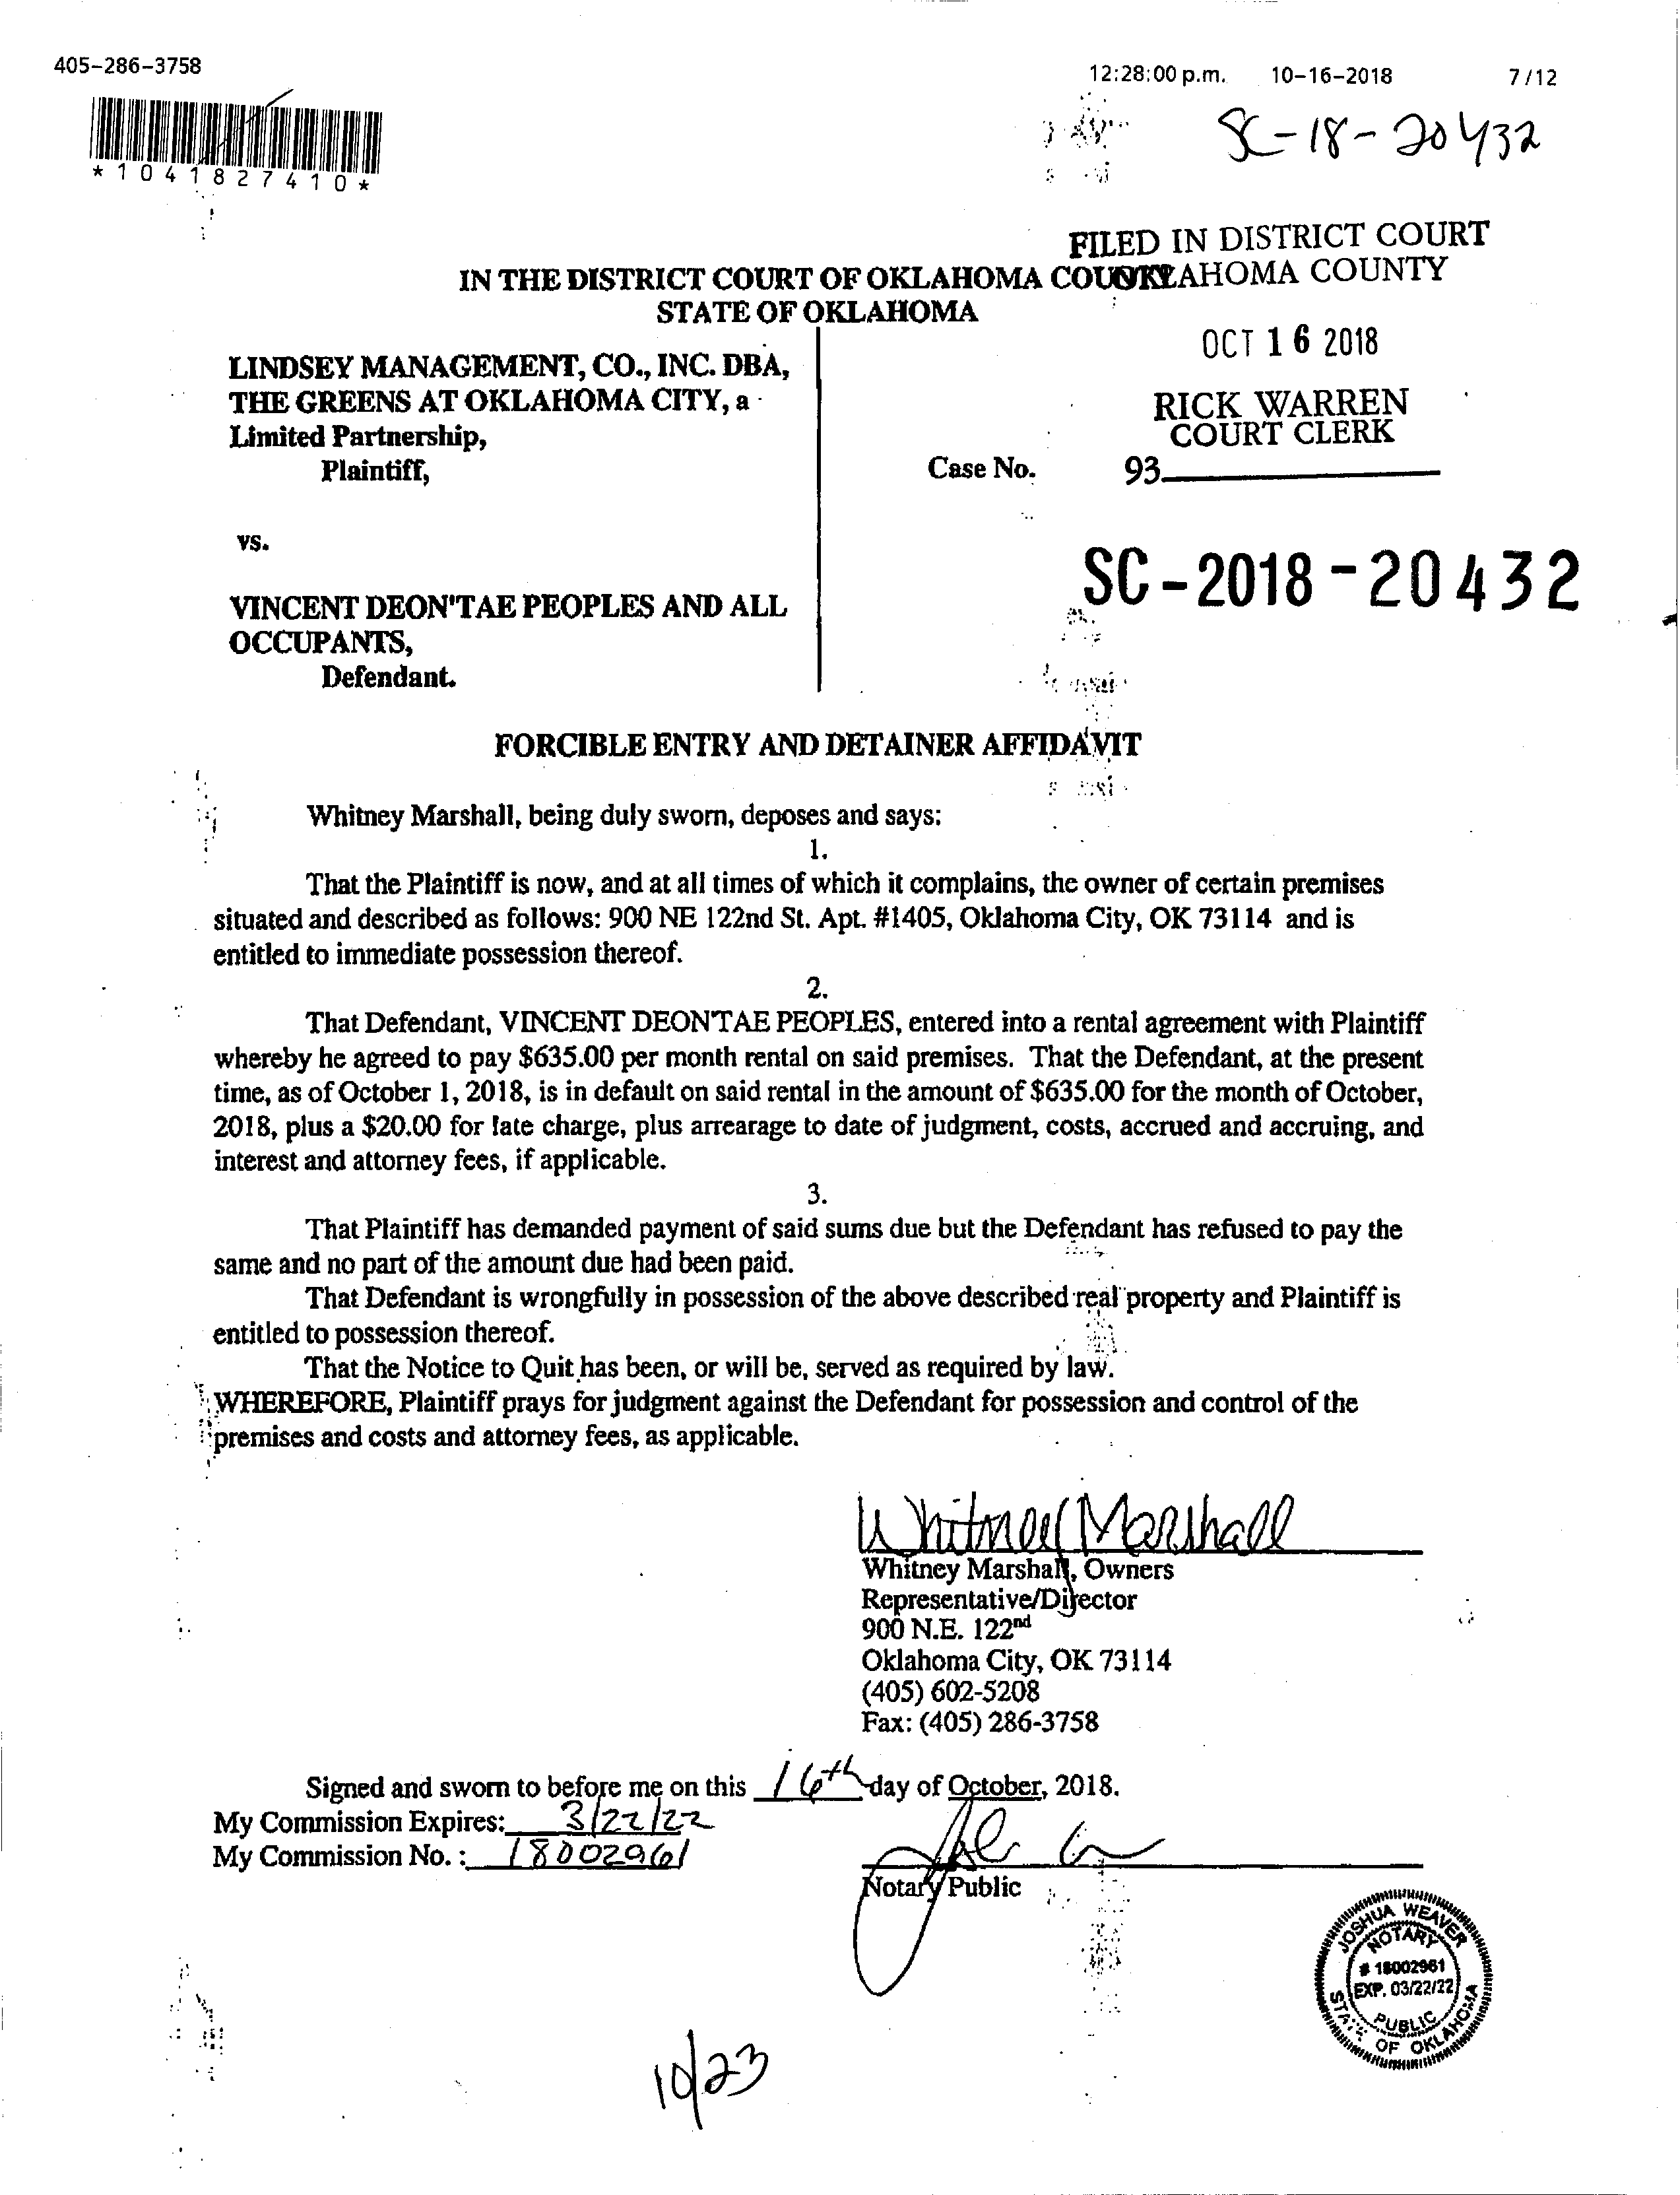 405-286-3758
12:28:00 p.m. 10-16-2018 7/12
*1041827410*
SC-18-20432
FILED IN DISTRICT COURT
OKLAHOMA COUNTY
IN THE DISTRICT COURT OF OKLAHOMA COUNTY
STATE OF OKLAHOMA
OCT 16 2018
RICK WARREN
COURT CLERK
93
LINDSEY MANAGEMENT, CO., INC. DBA,
THE GREENS AT OKLAHOMA CITY, a
Limited Partnership,
Plaintiff,
Case No.
vs.
SC-2018-20432
VINCENT DEON'TAE PEOPLES AND ALL
OCCUPANTS,
Defendant.
FORCIBLE ENTRY AND DETAINER AFFIDAVIT
Whitney Marshall, being duly sworn, deposes and says:
1.
That the Plaintiff is now, and at all times of which it complains, the owner of certain premises
situated and described as follows: 900 NE 122nd St. Apt. #1405, Oklahoma City, OK 73114 and is
entitled to immediate possession thereof.
2.
That Defendant, VINCENT DEON'TAE PEOPLES, entered into a rental agreement with Plaintiff
whereby he agreed to pay $635.00 per month rental on said premises. That the Defendant, at the present
time, as of October 1, 2018, is in default on said rental in the amount of $635.00 for the month of October,
2018, plus a $20.00 for late charge, plus arrearage to date of judgment, costs, accrued and accruing, and
interest and attorney fees, if applicable.
3.
That Plaintiff has demanded payment of said sums due but the Defendant has refused to pay the
same and no part of the amount due had been paid.
That Defendant is wrongfully in possession of the above described real property and Plaintiff is
entitled to possession thereof.
That the Notice to Quit has been, or will be, served as required by law.
WHEREFORE, Plaintiff prays for judgment against the Defendant for possession and control of the
premises and costs and attorney fees, as applicable.
Whitney Marshall
Whitney Marshall, Owners
Representative/Director
900 N.E. 122nd
Oklahoma City, OK 73114
(405) 602-5208
Fax: (405) 286-3758
Signed and sworn to before me on this 16th day of October, 2018.
My Commission Expires: 3/22/22
My Commission No. : 18002961
Notary Public
JOSHUA WEAVER
NOTARY
# 18002961
EXP. 03/22/22
PUBLIC
STATE OF OKLAHOMA
10/23